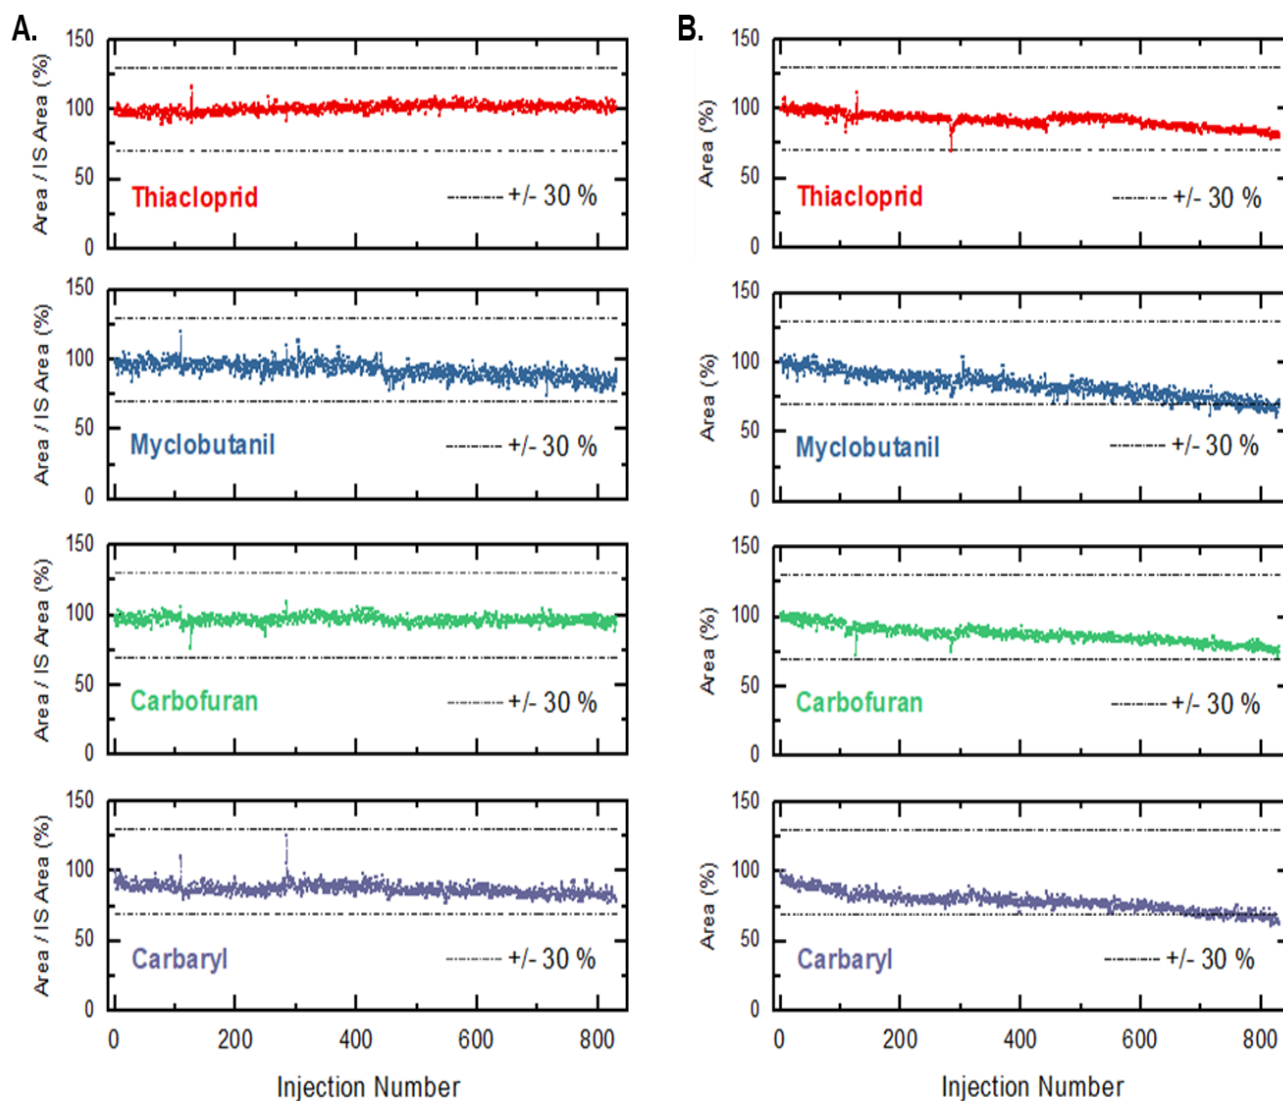 A.
150
100
50
0
Area / IS Area (%)
Thiacloprid
+/- 30 %
150
100
50
0
Area / IS Area (%)
Myclobutanil
+/- 30 %
150
100
50
0
Area / IS Area (%)
Carbofuran
+/- 30 %
150
100
50
0
Area / IS Area (%)
Carbaryl
+/- 30 %
0 200 400 600 800
Injection Number
B.
150
100
50
0
Area (%)
Thiacloprid
+/- 30 %
150
100
50
0
Area (%)
Myclobutanil
+/- 30 %
150
100
50
0
Area (%)
Carbofuran
+/- 30 %
150
100
50
0
Area (%)
Carbaryl
+/- 30 %
0 200 400 600 800
Injection Number